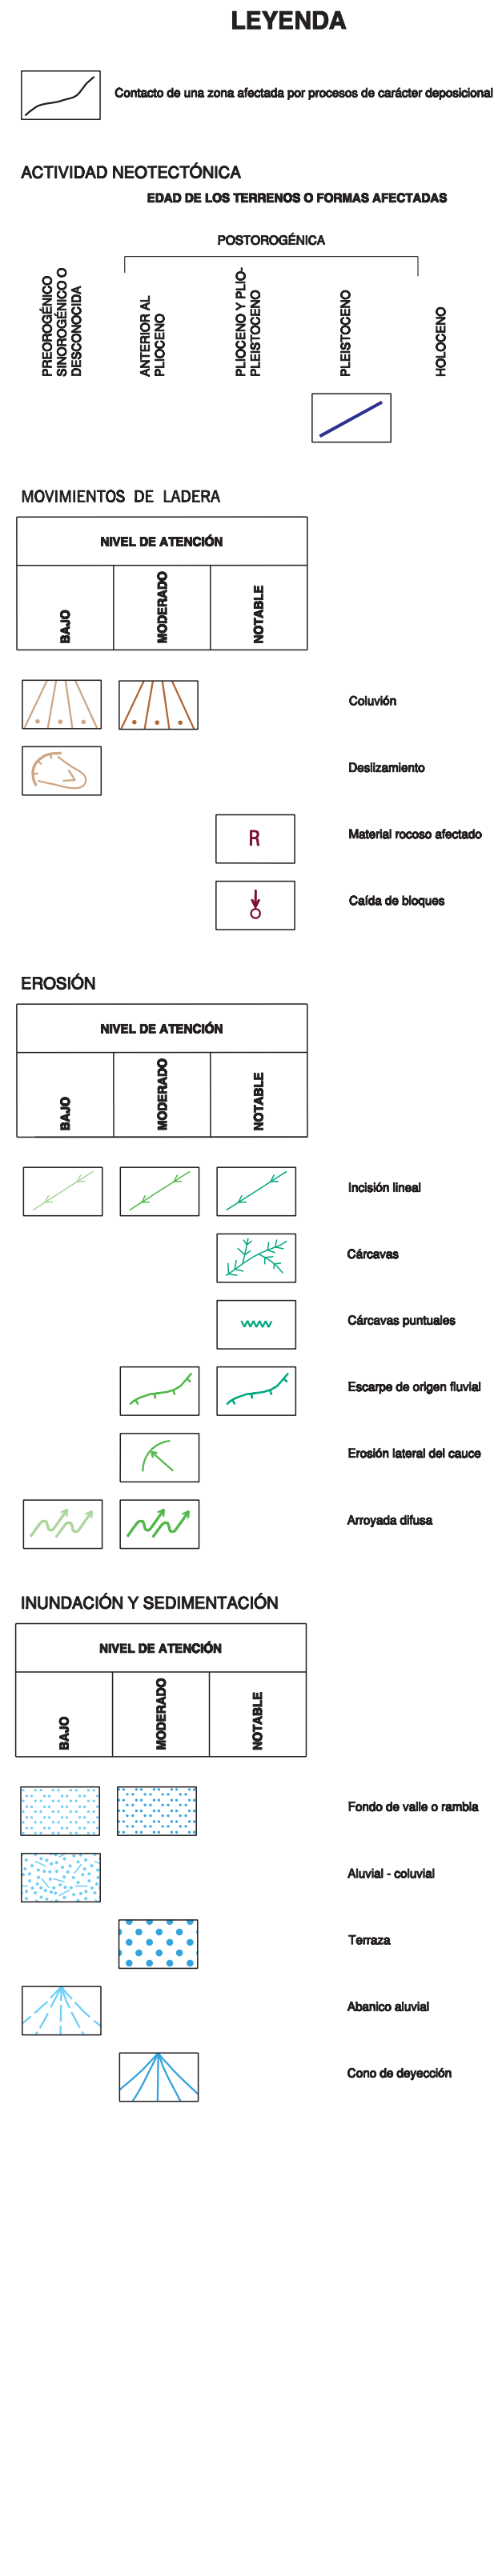 LEYENDA
Contacto de una zona afectada por procesos de carácter deposicional
ACTIVIDAD NEOTECTÓNICA
EDAD DE LOS TERRENOS O FORMAS AFECTADAS
POSTOROGÉNICA
PREOROGÉNICO
SINOROGÉNICO O
DESCONOCIDA
ANTERIOR AL
PLIOCENO
PLIOCENO Y PLIO-
PLEISTOCENO
PLEISTOCENO
HOLOCENO
MOVIMIENTOS DE LADERA
NIVEL DE ATENCIÓN
BAJO
MODERADO
NOTABLE
Coluvión
Deslizamiento
R
Material rocoso afectado
Caída de bloques
EROSIÓN
NIVEL DE ATENCIÓN
BAJO
MODERADO
NOTABLE
Incisión lineal
Cárcavas
Cárcavas puntuales
Escarpe de origen fluvial
Erosión lateral del cauce
Arroyada difusa
INUNDACIÓN Y SEDIMENTACIÓN
NIVEL DE ATENCIÓN
BAJO
MODERADO
NOTABLE
Fondo de valle o rambla
Aluvial - coluvial
Terraza
Abanico aluvial
Cono de deyección